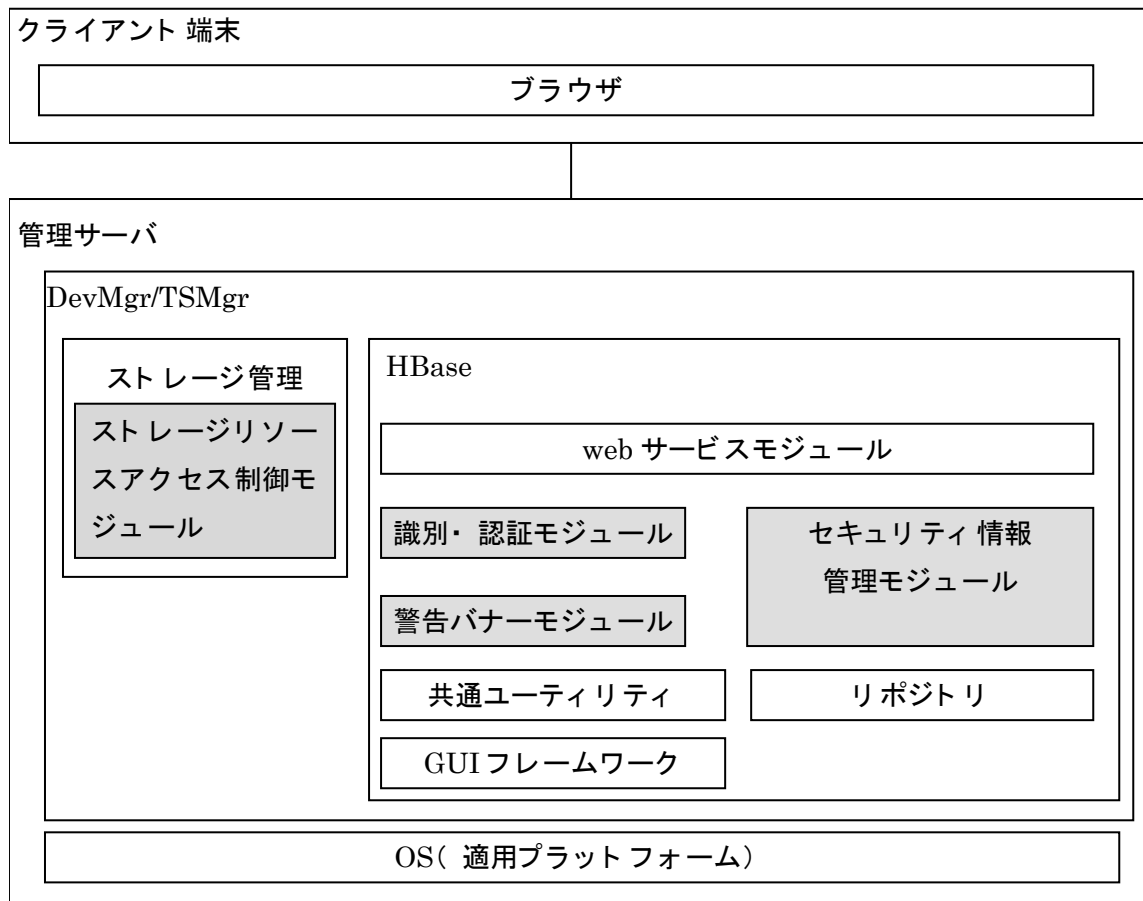 クライアント端末
ブラウザ
管理サーバ
DevMgr/TSMgr
ストレージ管理
ストレージリソー
スアクセス制御モ
ジュール
HBase
web サービスモジュール
識別・認証モジュール
セキュリティ情報
管理モジュール
警告バナーモジュール
共通ユーティリティ
リポジトリ
GUIフレームワーク
OS(適用プラットフォーム)